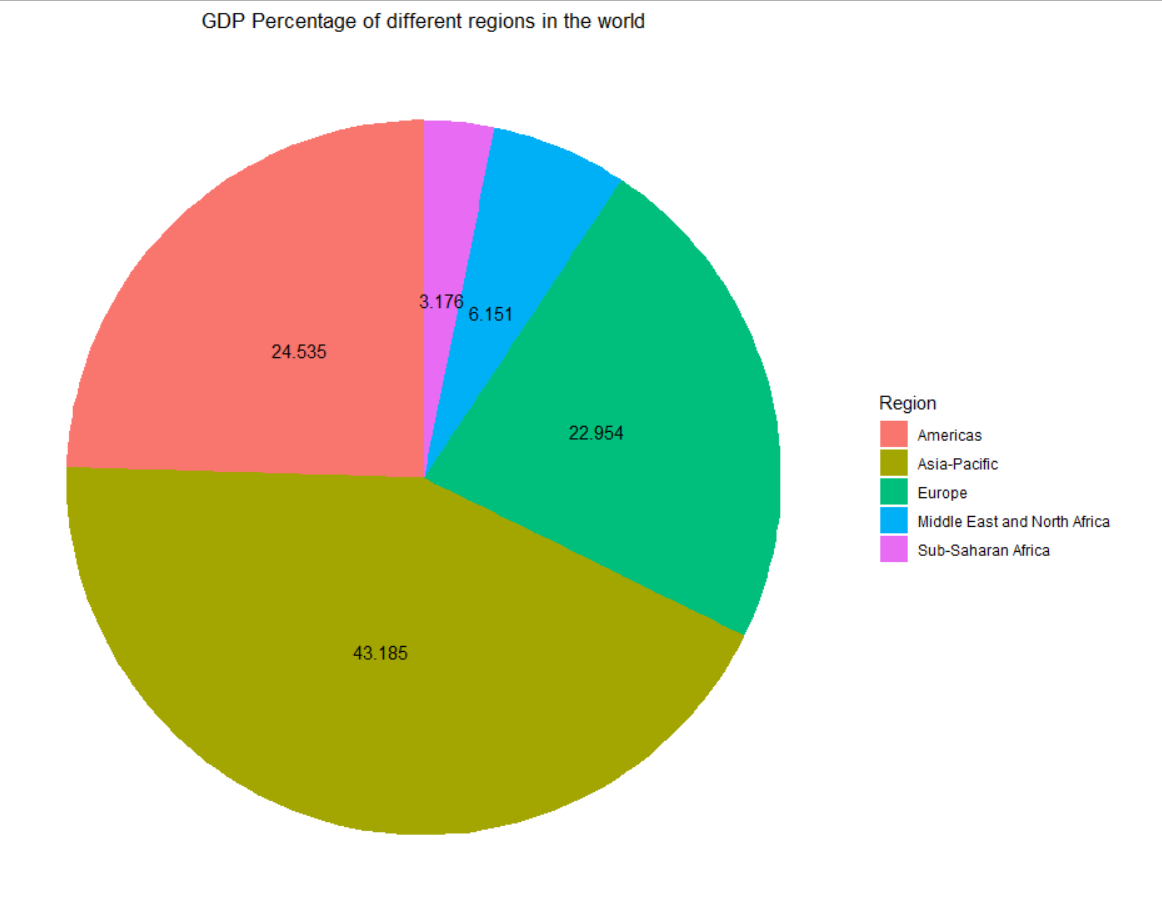 GDP Percentage of different regions in the world
3.176
6.151
24.535
22.954
43.185
Region
Americas
Asia-Pacific
Europe
Middle East and North Africa
Sub-Saharan Africa